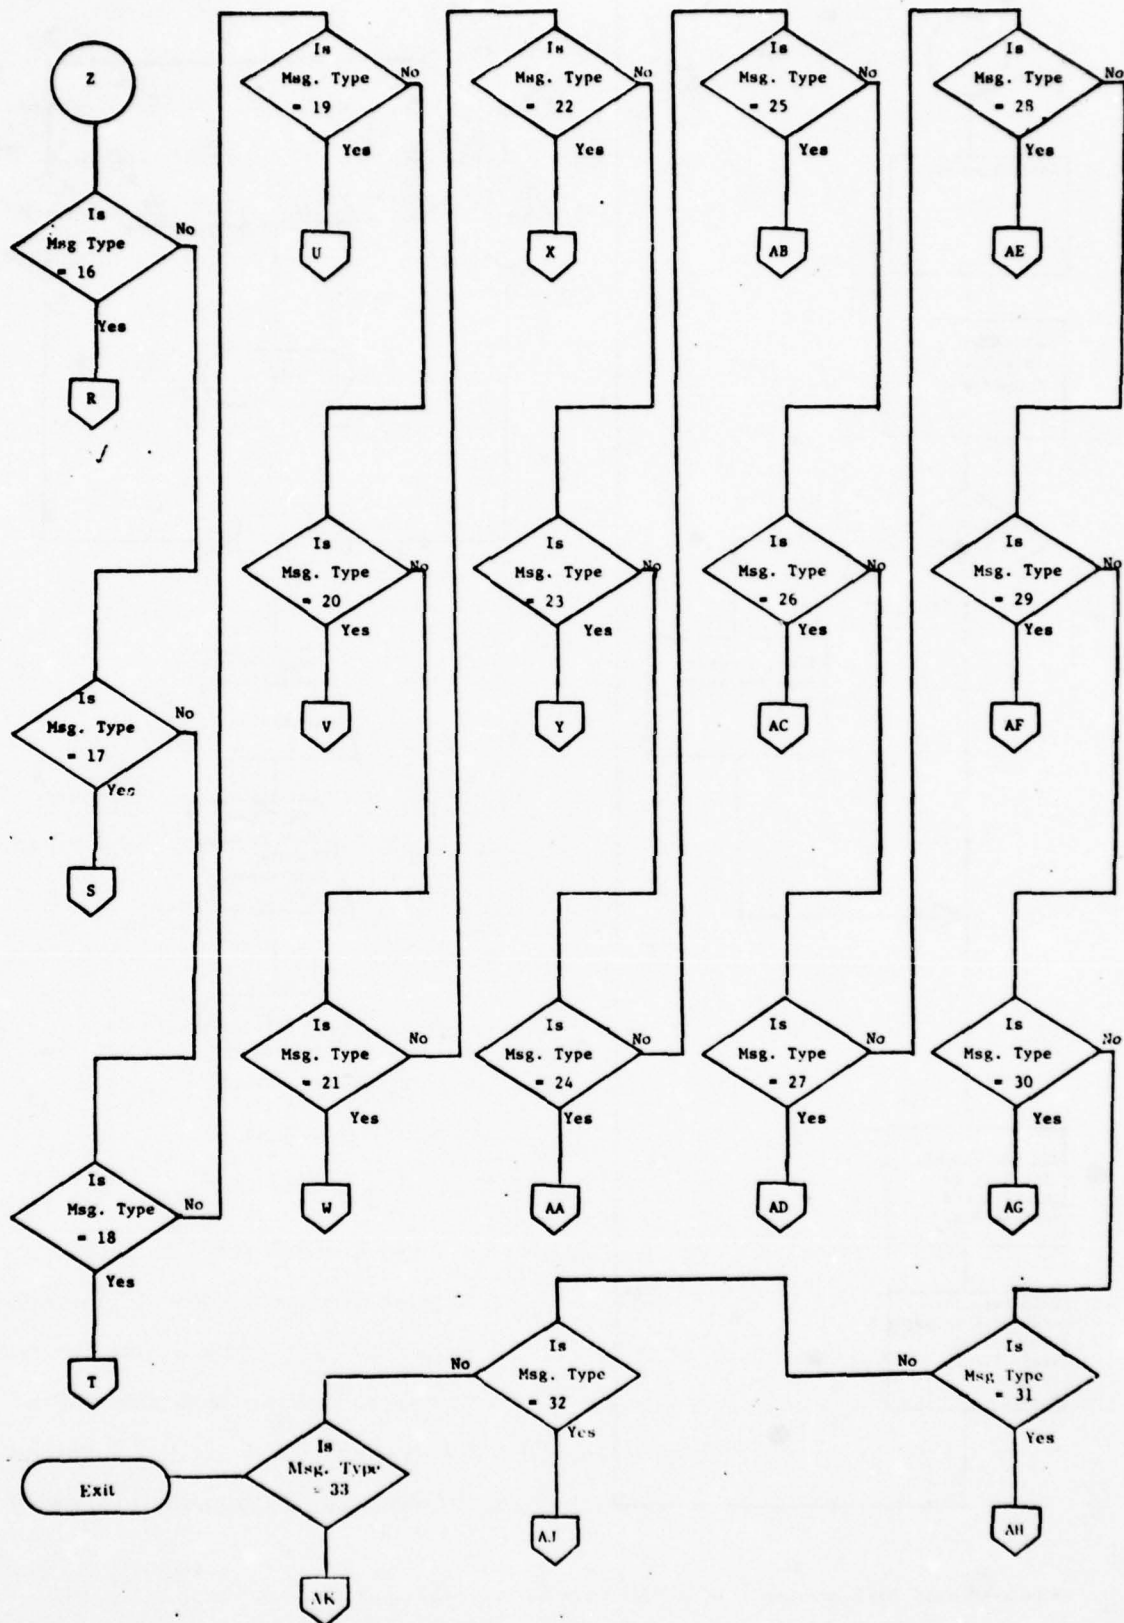 Z
Is
Msg Type
= 16
No
Yes
R
Is
Msg. Type
= 17
No
Yes
S
Is
Msg. Type
= 18
No
Yes
T
Is
Msg. Type
= 19
No
Yes
U
Is
Msg. Type
= 20
No
Yes
V
Is
Msg. Type
= 21
No
Yes
W
Is
Msg. Type
= 22
No
Yes
X
Is
Msg. Type
= 23
No
Yes
Y
Is
Msg. Type
= 24
No
Yes
AA
Is
Msg. Type
= 25
No
Yes
AB
Is
Msg. Type
= 26
No
Yes
AC
Is
Msg. Type
= 27
No
Yes
AD
Is
Msg. Type
= 28
No
Yes
AE
Is
Msg. Type
= 29
No
Yes
AF
Is
Msg. Type
= 30
No
Yes
AG
Is
Msg Type
= 31
No
Yes
AH
Is
Msg. Type
= 32
No
Yes
Is
Msg. Type
= 33
AK
Exit